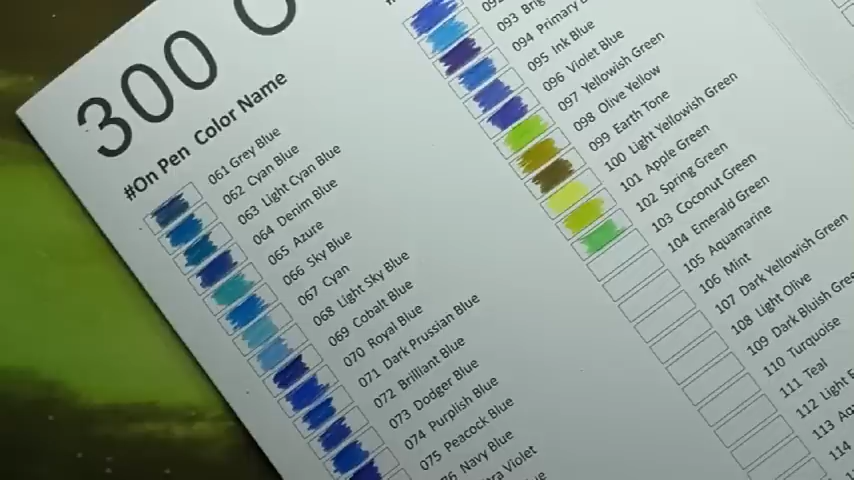 300 C
#On Pen Color Name
061 Grey Blue
062 Cyan Blue
063 Light Cyan Blue
064 Denim Blue
065 Azure
066 Sky Blue
067 Cyan
068 Light Sky Blue
069 Cobalt Blue
070 Royal Blue
071 Dark Prussian Blue
072 Brilliant Blue
073 Dodger Blue
074 Purplish Blue
075 Peacock Blue
Navy Blue
Violet
093
094 Primary
095 Ink Blue
096 Violet Blue
097 Yellowish Green
098 Olive Yellow
099 Earth Tone
100 Light Yellowish Green
101 Apple Green
102 Spring Green
103 Coconut Green
104 Emerald Green
105 Aquamarine
106 Mint
107 Dark Yellowish Green
108 Light Olive
109 Dark Bluish
110 Turquoise
111 Teal
112 Light
113
114